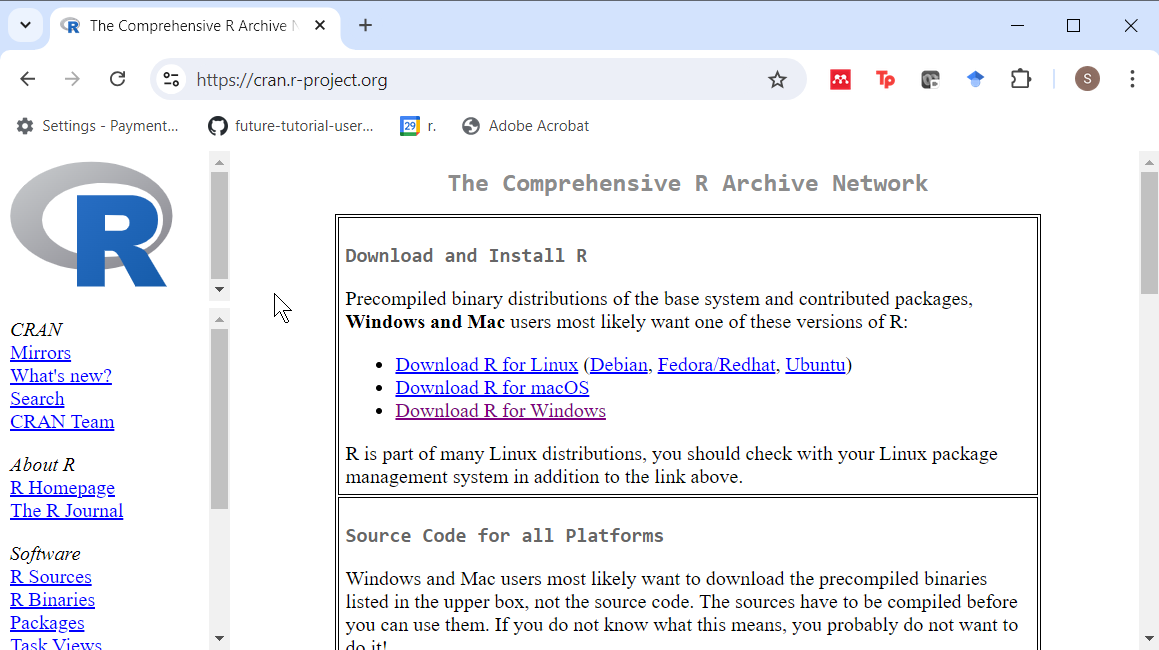 The Comprehensive R Archive N
https://cran.r-project.org
S
Settings - Payment...
future-tutorial-user...
29 r.
Adobe Acrobat
R
CRAN
Mirrors
What's new?
Search
CRAN Team
About R
R Homepage
The R Journal
Software
R Sources
R Binaries
Packages
Task Views
The Comprehensive R Archive Network
Download and Install R
Precompiled binary distributions of the base system and contributed packages,
Windows and Mac users most likely want one of these versions of R:
• Download R for Linux (Debian, Fedora/Redhat, Ubuntu)
• Download R for macOS
• Download R for Windows
R is part of many Linux distributions, you should check with your Linux package
management system in addition to the link above.
Source Code for all Platforms
Windows and Mac users most likely want to download the precompiled binaries
listed in the upper box, not the source code. The sources have to be compiled before
you can use them. If you do not know what this means, you probably do not want to
do it!